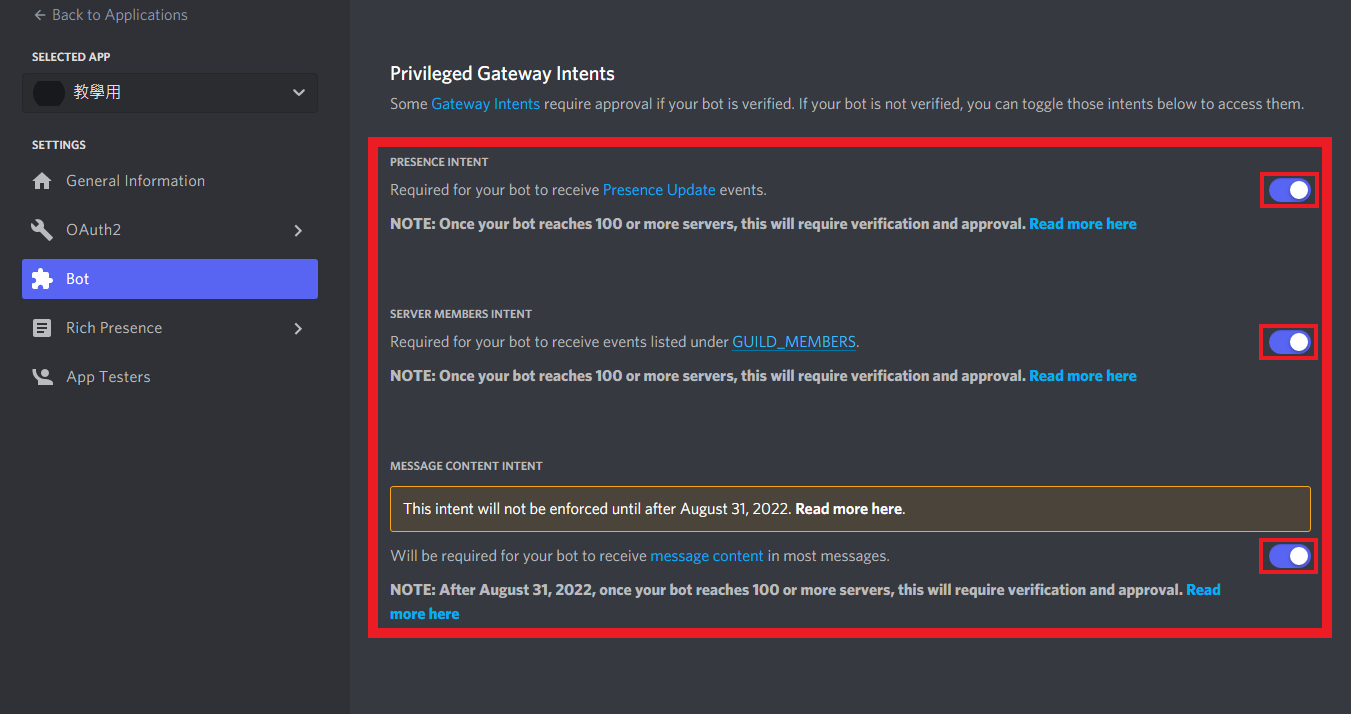 Back to Applications
SELECTED APP
教學用
SETTINGS
General Information
OAuth2
Bot
Rich Presence
App Testers
Privileged Gateway Intents
Some Gateway Intents require approval if your bot is verified. If your bot is not verified, you can toggle those intents below to access them.
PRESENCE INTENT
Required for your bot to receive Presence Update events.
NOTE: Once your bot reaches 100 or more servers, this will require verification and approval. Read more here
SERVER MEMBERS INTENT
Required for your bot to receive events listed under GUILD_MEMBERS.
NOTE: Once your bot reaches 100 or more servers, this will require verification and approval. Read more here
MESSAGE CONTENT INTENT
This intent will not be enforced until after August 31, 2022. Read more here.
Will be required for your bot to receive message content in most messages.
NOTE: After August 31, 2022, once your bot reaches 100 or more servers, this will require verification and approval. Read
more here